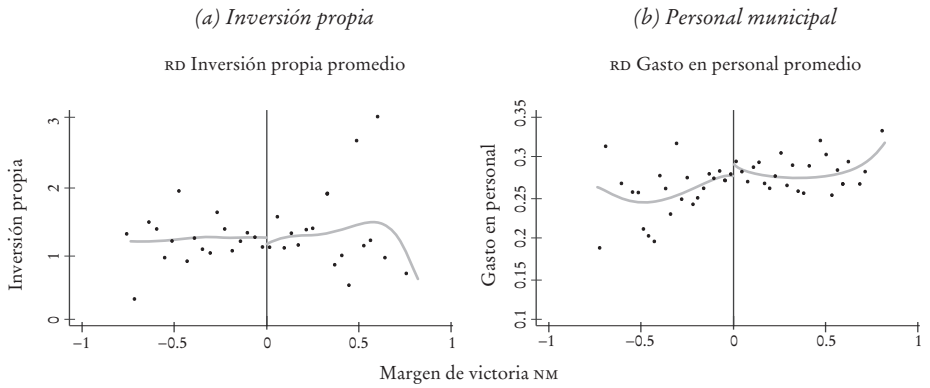 (a) Inversión propia
RD Inversión propia promedio
Inversión propia
3
2
1
0
−1
−0.5
0
0.5
1
(b) Personal municipal
RD Gasto en personal promedio
Gasto en personal
0.35
0.3
0.25
0.2
0.15
0.1
−1
−0.5
0
0.5
1
Margen de victoria NM